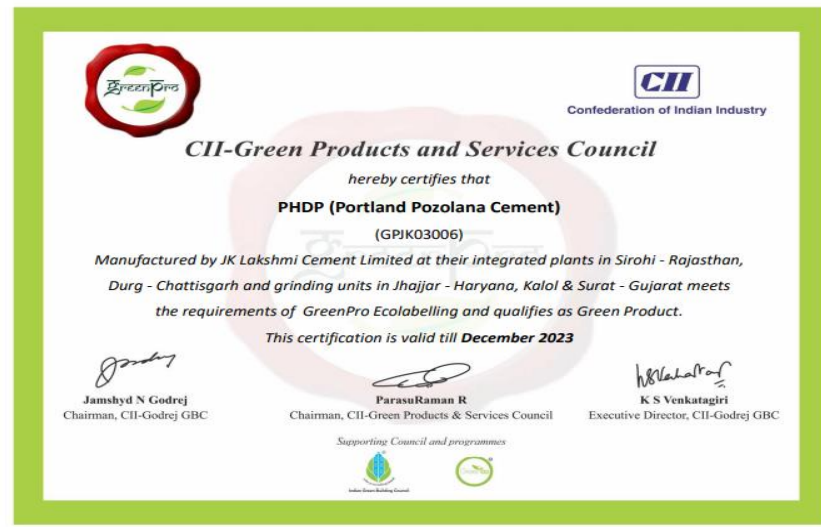 GreenPro
CII
Confederation of Indian Industry
CII-Green Products and Services Council
hereby certifies that
PHDP (Portland Pozolana Cement)
(GPJK03006)
Manufactured by JK Lakshmi Cement Limited at their integrated plants in Sirohi - Rajasthan,
Durg - Chattisgarh and grinding units in Jhajjar - Haryana, Kalol & Surat - Gujarat meets
the requirements of GreenPro Ecolabelling and qualifies as Green Product.
This certification is valid till December 2023
Jamshyd N Godrej
Chairman, CII-Godrej GBC
ParasuRaman R
Chairman, CII-Green Products & Services Council
K S Venkatagiri
Executive Director, CII-Godrej GBC
Supporting Council and programmes
Indian Green Building Council